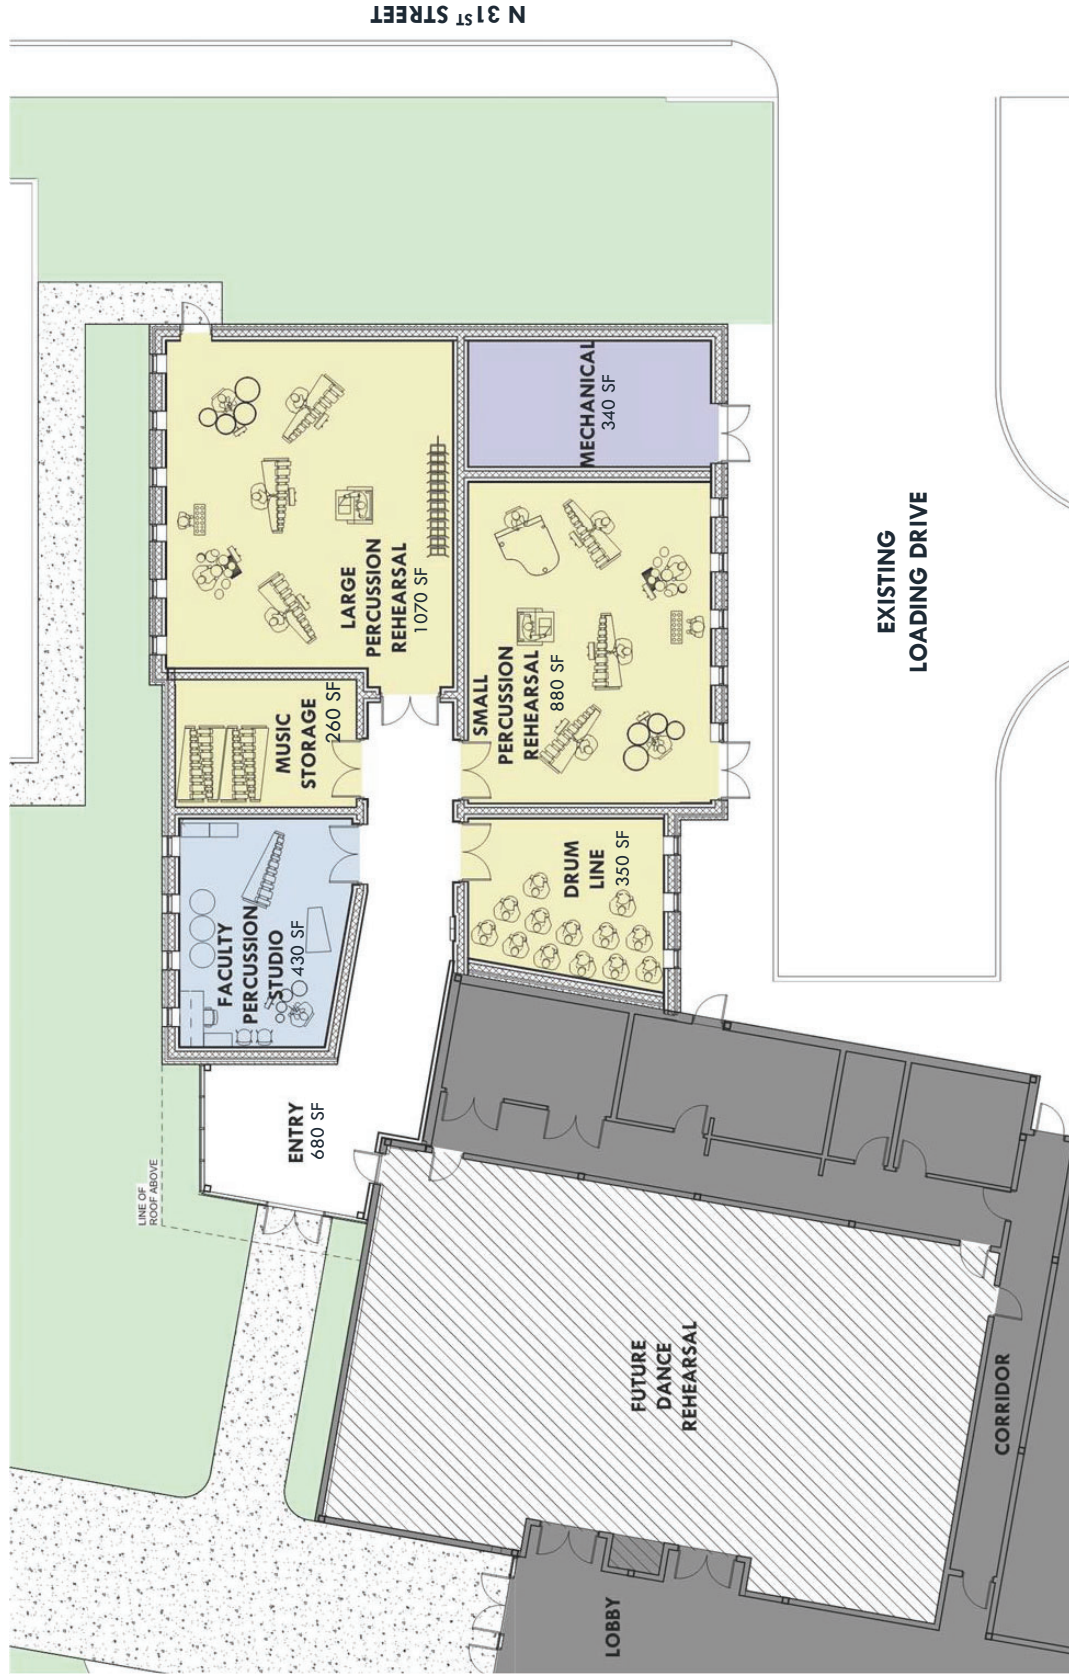 N 31ST STREET
MECHANICAL
340 SF
LARGE
PERCUSSION
REHEARSAL
1070 SF
EXISTING
LOADING DRIVE
MUSIC
STORAGE
260 SF
SMALL
PERCUSSION
REHEARSAL
880 SF
FACULTY
PERCUSSION
STUDIO
430 SF
DRUM
LINE
350 SF
ENTRY
680 SF
LINE OF
ROOF ABOVE
FUTURE
DANCE
REHEARSAL
CORRIDOR
LOBBY